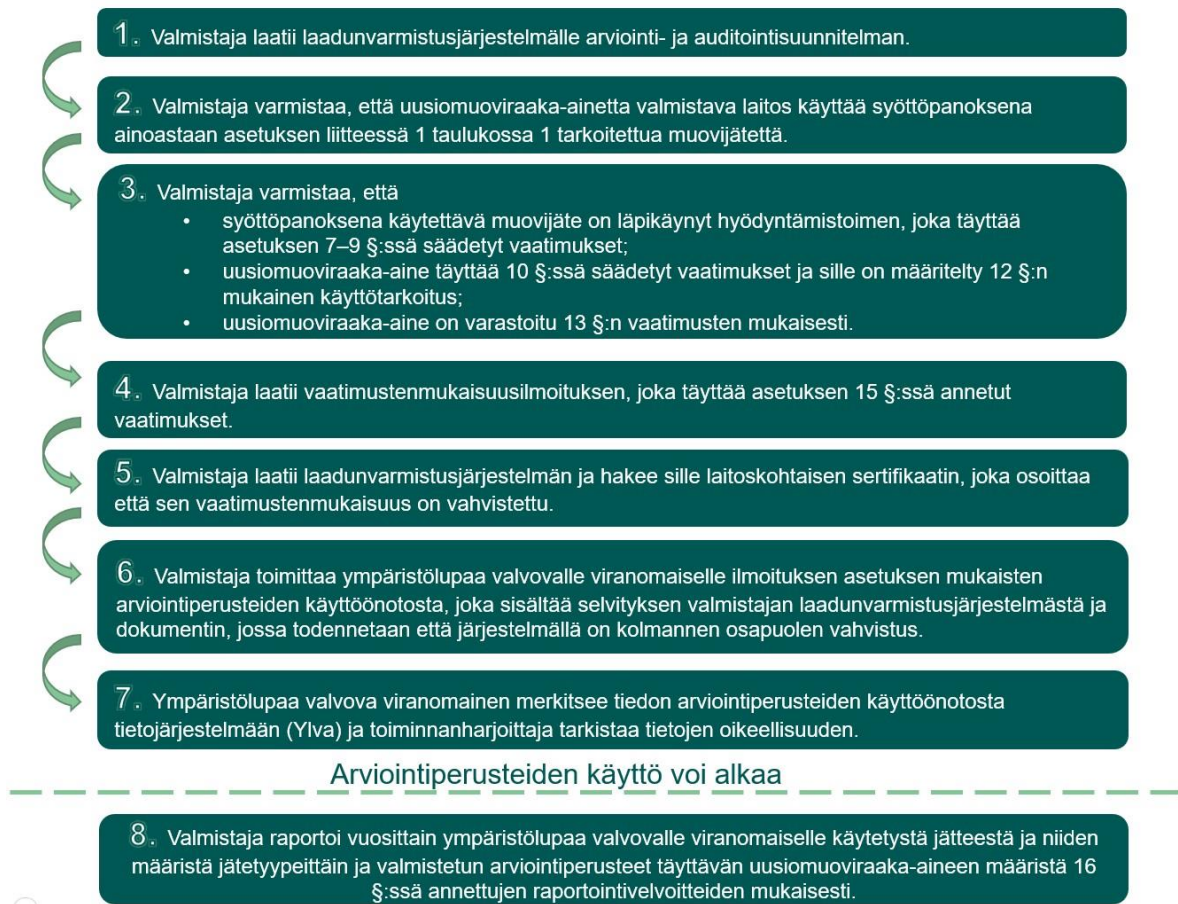 1. Valmistaja laatii laadunvarmistusjärjestelmälle arviointi- ja auditointisuunnitelman.
2. Valmistaja varmistaa, että uusiomuoviraaka-ainetta valmistava laitos käyttää syöttöpanoksena
ainoastaan asetuksen liitteessä 1 taulukossa 1 tarkoitettua muovijätettä.
3. Valmistaja varmistaa, että
• syöttöpanoksena käytettävä muovijäte on läpikäynyt hyödyntämistoimen, joka täyttää
asetuksen 7–9 §:ssä säädetyt vaatimukset;
• uusiomuoviraaka-aine täyttää 10 §:ssä säädetyt vaatimukset ja sille on määritelty 12 §:n
mukainen käyttötarkoitus;
• uusiomuoviraaka-aine on varastoitu 13 §:n vaatimusten mukaisesti.
4. Valmistaja laatii vaatimustenmukaisuusilmoituksen, joka täyttää asetuksen 15 §:ssä annetut
vaatimukset.
5. Valmistaja laatii laadunvarmistusjärjestelmän ja hakee sille laitoskohtaisen sertifikaatin, joka osoittaa
että sen vaatimustenmukaisuus on vahvistettu.
6. Valmistaja toimittaa ympäristölupaa valvovalle viranomaiselle ilmoituksen asetuksen mukaisten
arviointiperusteiden käyttöönotosta, joka sisältää selvityksen valmistajan laadunvarmistusjärjestelmästä ja
dokumentin, jossa todennetaan että järjestelmällä on kolmannen osapuolen vahvistus.
7. Ympäristölupaa valvova viranomainen merkitsee tiedon arviointiperusteiden käyttöönotosta
tietojärjestelmään (Ylva) ja toiminnanharjoittaja tarkistaa tietojen oikeellisuuden.
Arviointiperusteiden käyttö voi alkaa
8. Valmistaja raportoi vuosittain ympäristölupaa valvovalle viranomaiselle käytetystä jätteestä ja niiden
määristä jätetyypeittäin ja valmistetun arviointiperusteet täyttävän uusiomuoviraaka-aineen määristä 16
§:ssä annettujen raportointivelvoitteiden mukaisesti.